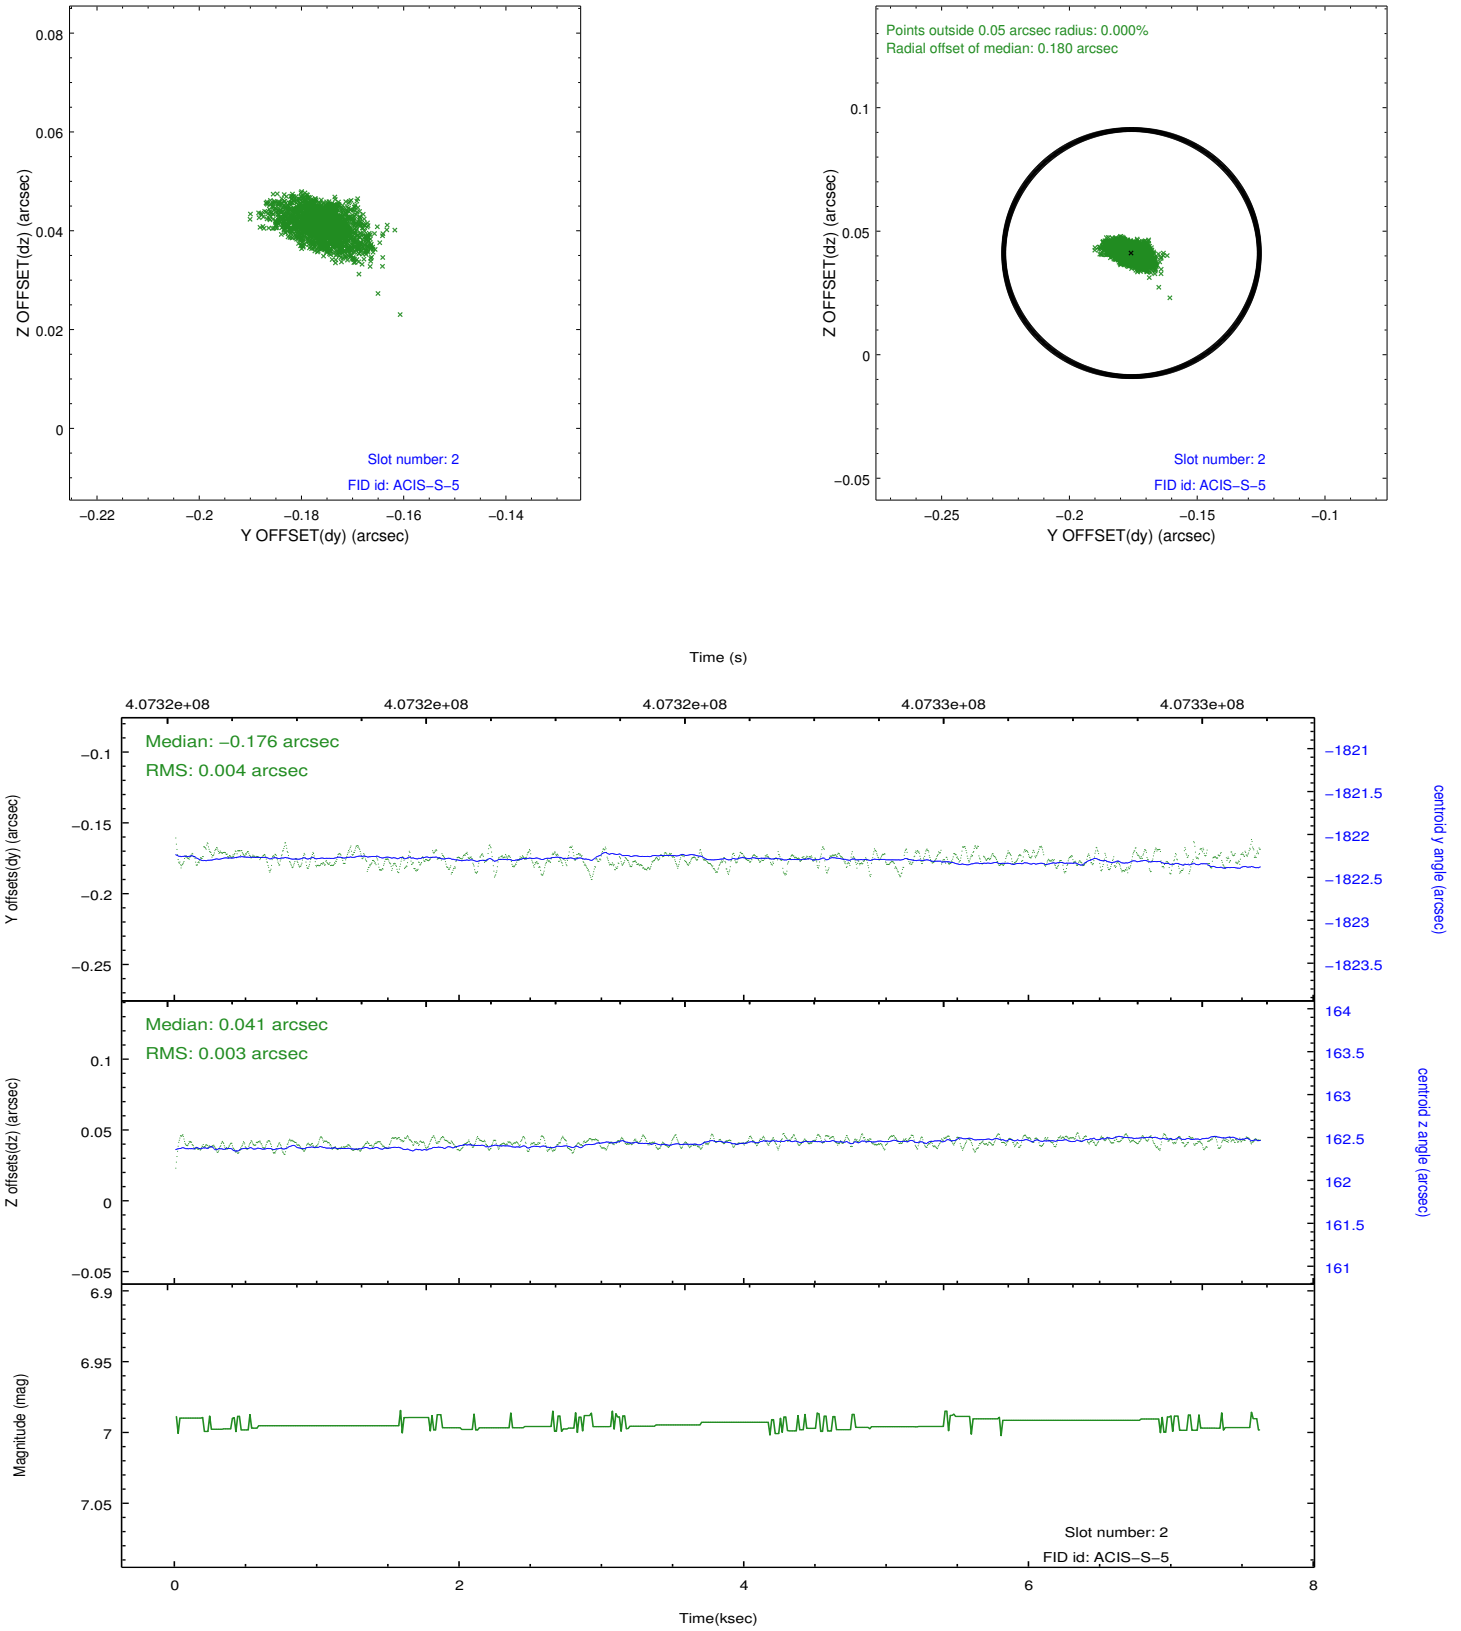 0.08
0.06
0.04
0.02
0
Z OFFSET(dz) (arcsec)
Slot number: 2
FID id: ACIS−S−5
−0.22
−0.2
−0.18
−0.16
−0.14
Y OFFSET(dy) (arcsec)
Points outside 0.05 arcsec radius: 0.000%
Radial offset of median: 0.180 arcsec
0.1
0.05
0
−0.05
Z OFFSET(dz) (arcsec)
Slot number: 2
FID id: ACIS−S−5
−0.25
−0.2
−0.15
−0.1
Y OFFSET(dy) (arcsec)
Time (s)
4.0732e+08
4.0732e+08
4.0732e+08
4.0733e+08
4.0733e+08
Median: −0.176 arcsec
RMS: 0.004 arcsec
−0.1
−0.15
−0.2
−0.25
Y offsets(dy) (arcsec)
−1821
−1821.5
−1822
−1822.5
−1823
−1823.5
centroid y angle (arcsec)
Median: 0.041 arcsec
RMS: 0.003 arcsec
0.1
0.05
0
−0.05
Z offsets(dz) (arcsec)
164
163.5
163
162.5
162
161.5
161
centroid z angle (arcsec)
6.9
6.95
7
7.05
Magnitude (mag)
Slot number: 2
FID id: ACIS−S−5
0
2
4
6
8
Time(ksec)